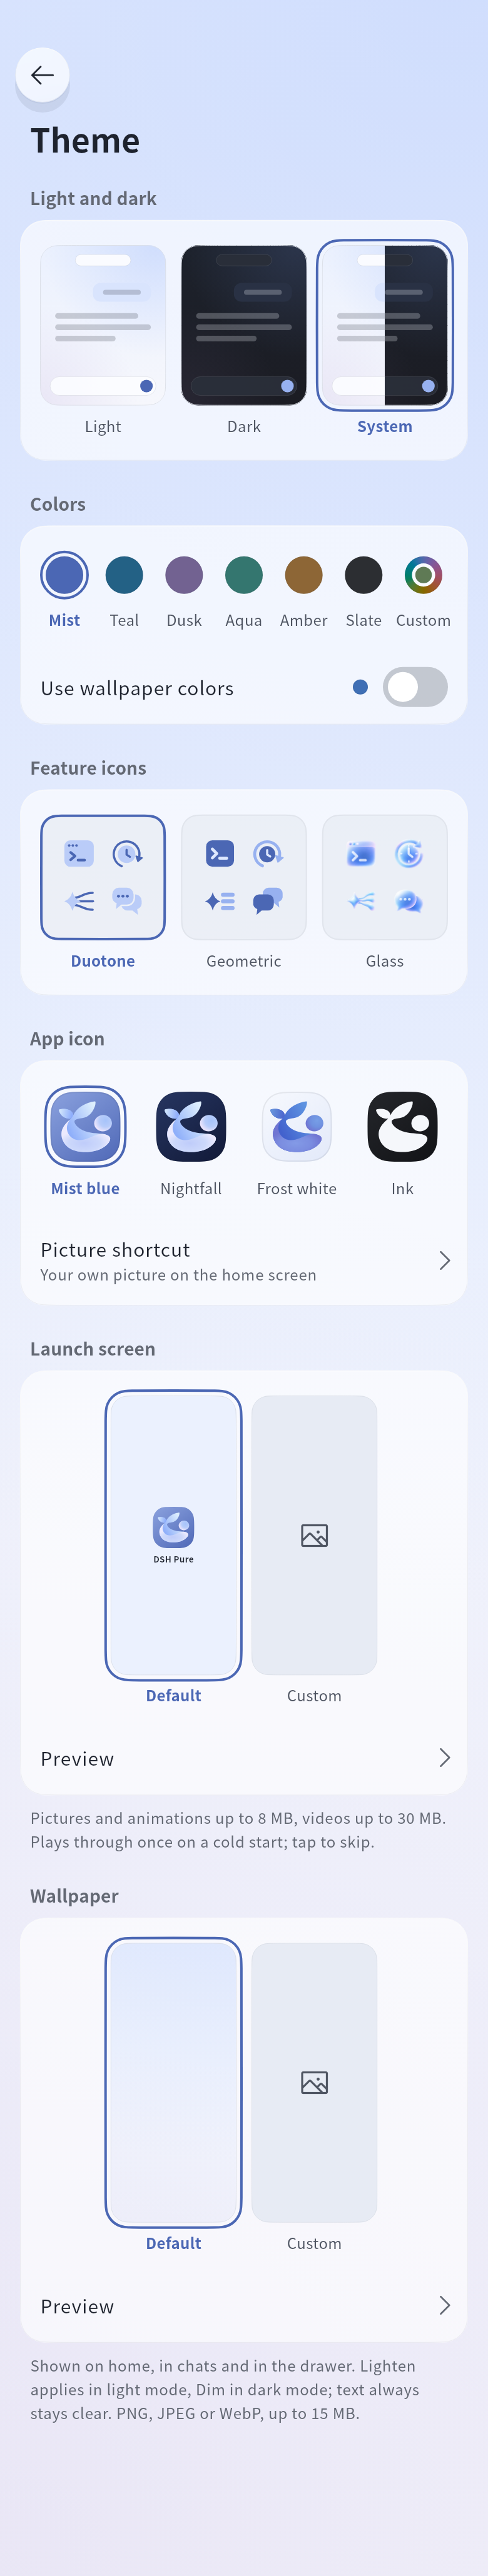 Theme
Light and dark
Light
Dark
System
Colors
Mist
Teal
Dusk
Aqua
Amber
Slate
Custom
Use wallpaper colors
Feature icons
Duotone
Geometric
Glass
App icon
Mist blue
Nightfall
Frost white
Ink
Picture shortcut
Your own picture on the home screen
Launch screen
DSH Pure
Default
Custom
Preview
Pictures and animations up to 8 MB, videos up to 30 MB.
Plays through once on a cold start; tap to skip.
Wallpaper
Default
Custom
Preview
Shown on home, in chats and in the drawer. Lighten
applies in light mode, Dim in dark mode; text always
stays clear. PNG, JPEG or WebP, up to 15 MB.